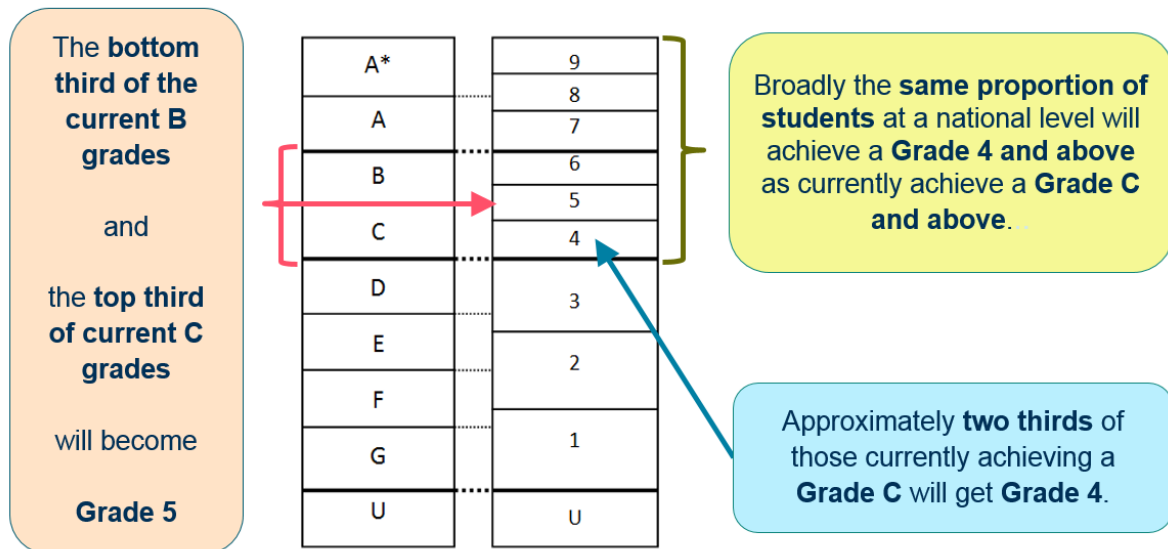 The bottom
third of the
current B
grades
and
the top third
of current C
grades
will become
Grade 5
A*
A
B
C
D
E
F
G
U
9
8
7
6
5
4
3
2
1
U
Broadly the same proportion of
students at a national level will
achieve a Grade 4 and above
as currently achieve a Grade C
and above...
Approximately two thirds of
those currently achieving a
Grade C will get Grade 4.